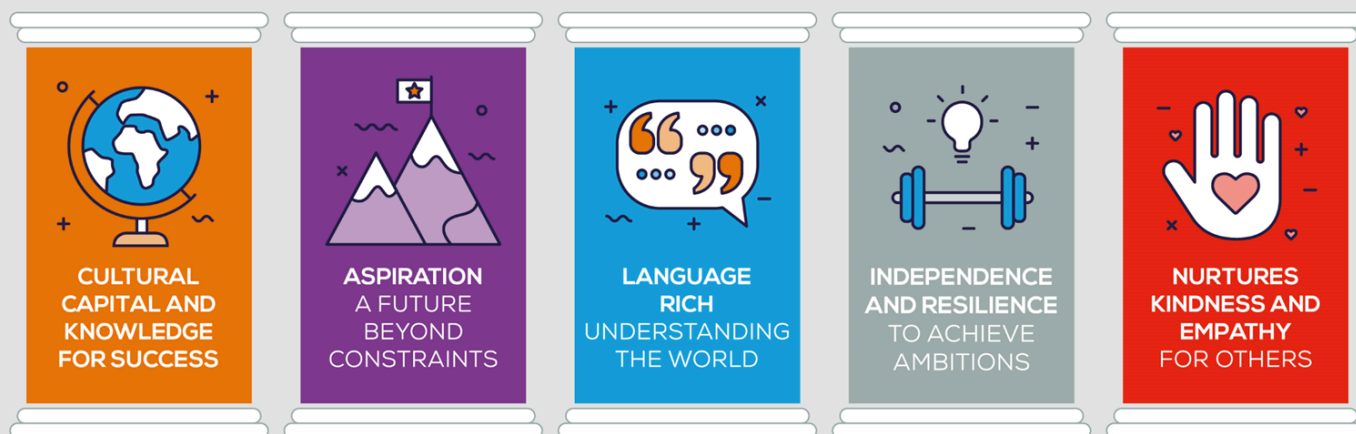 CULTURAL
CAPITAL AND
KNOWLEDGE
FOR SUCCESS
ASPIRATION
A FUTURE
BEYOND
CONSTRAINTS
LANGUAGE
RICH
UNDERSTANDING
THE WORLD
INDEPENDENCE
AND RESILIENCE
TO ACHIEVE
AMBITIONS
NURTURES
KINDNESS AND
EMPATHY
FOR OTHERS